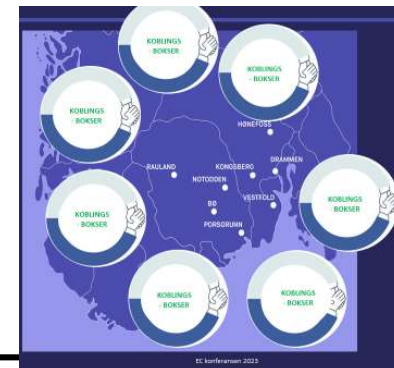 KOBLINGS
- BOKSER
KOBLINGS
- BOKSER
KOBLINGS
- BOKSER
HØNEFOSS
RAULAND
KONGSBERG
DRAMMEN
NOTODDEN
VESTFOLD
BØ
PORSGRUNN
KOBLINGS
- BOKSER
KOBLINGS
- BOKSER
KOBLINGS
- BOKSER
KOBLINGS
- BOKSER
EC konferansen 2023